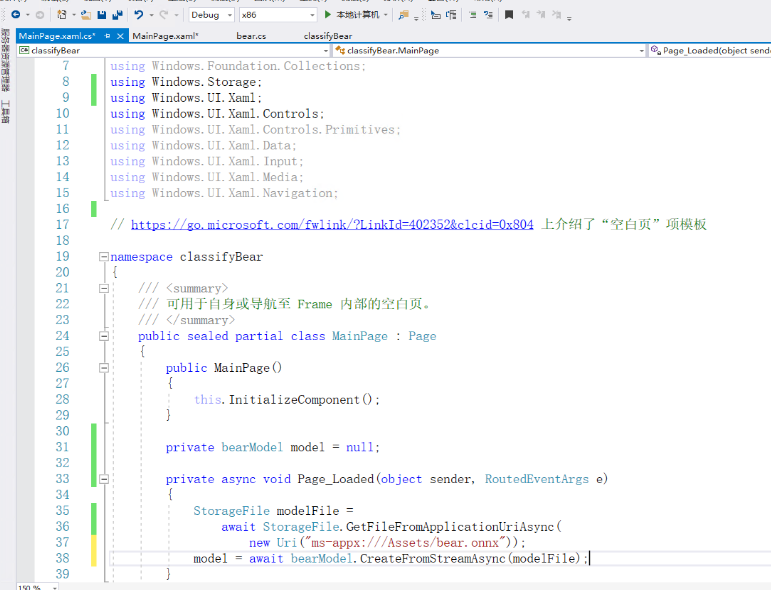 Debug x86 本地计算机
MainPage.xaml.cs* MainPage.xaml* bear.cs classifyBear
classifyBear classifyBear.MainPage Page_Loaded(object sende
7 using Windows.Foundation.Collections;
8 using Windows.Storage;
9 using Windows.UI.Xaml;
10 using Windows.UI.Xaml.Controls;
11 using Windows.UI.Xaml.Controls.Primitives;
12 using Windows.UI.Xaml.Data;
13 using Windows.UI.Xaml.Input;
14 using Windows.UI.Xaml.Media;
15 using Windows.UI.Xaml.Navigation;
16
17 // https://go.microsoft.com/fwlink/?LinkId=402352&clcid=0x804 上介绍了“空白页”项模板
18
19 namespace classifyBear
20 {
21 /// <summary>
22 /// 可用于自身或导航至 Frame 内部的空白页。
23 /// </summary>
24 public sealed partial class MainPage : Page
25 {
26 public MainPage()
27 {
28 this.InitializeComponent();
29 }
30
31 private bearModel model = null;
32
33 private async void Page_Loaded(object sender, RoutedEventArgs e)
34 {
35 StorageFile modelFile =
36 await StorageFile.GetFileFromApplicationUriAsync(
37 new Uri("ms-appx:///Assets/bear.onnx"));
38 model = await bearModel.CreateFromStreamAsync(modelFile);
39 }
150 %